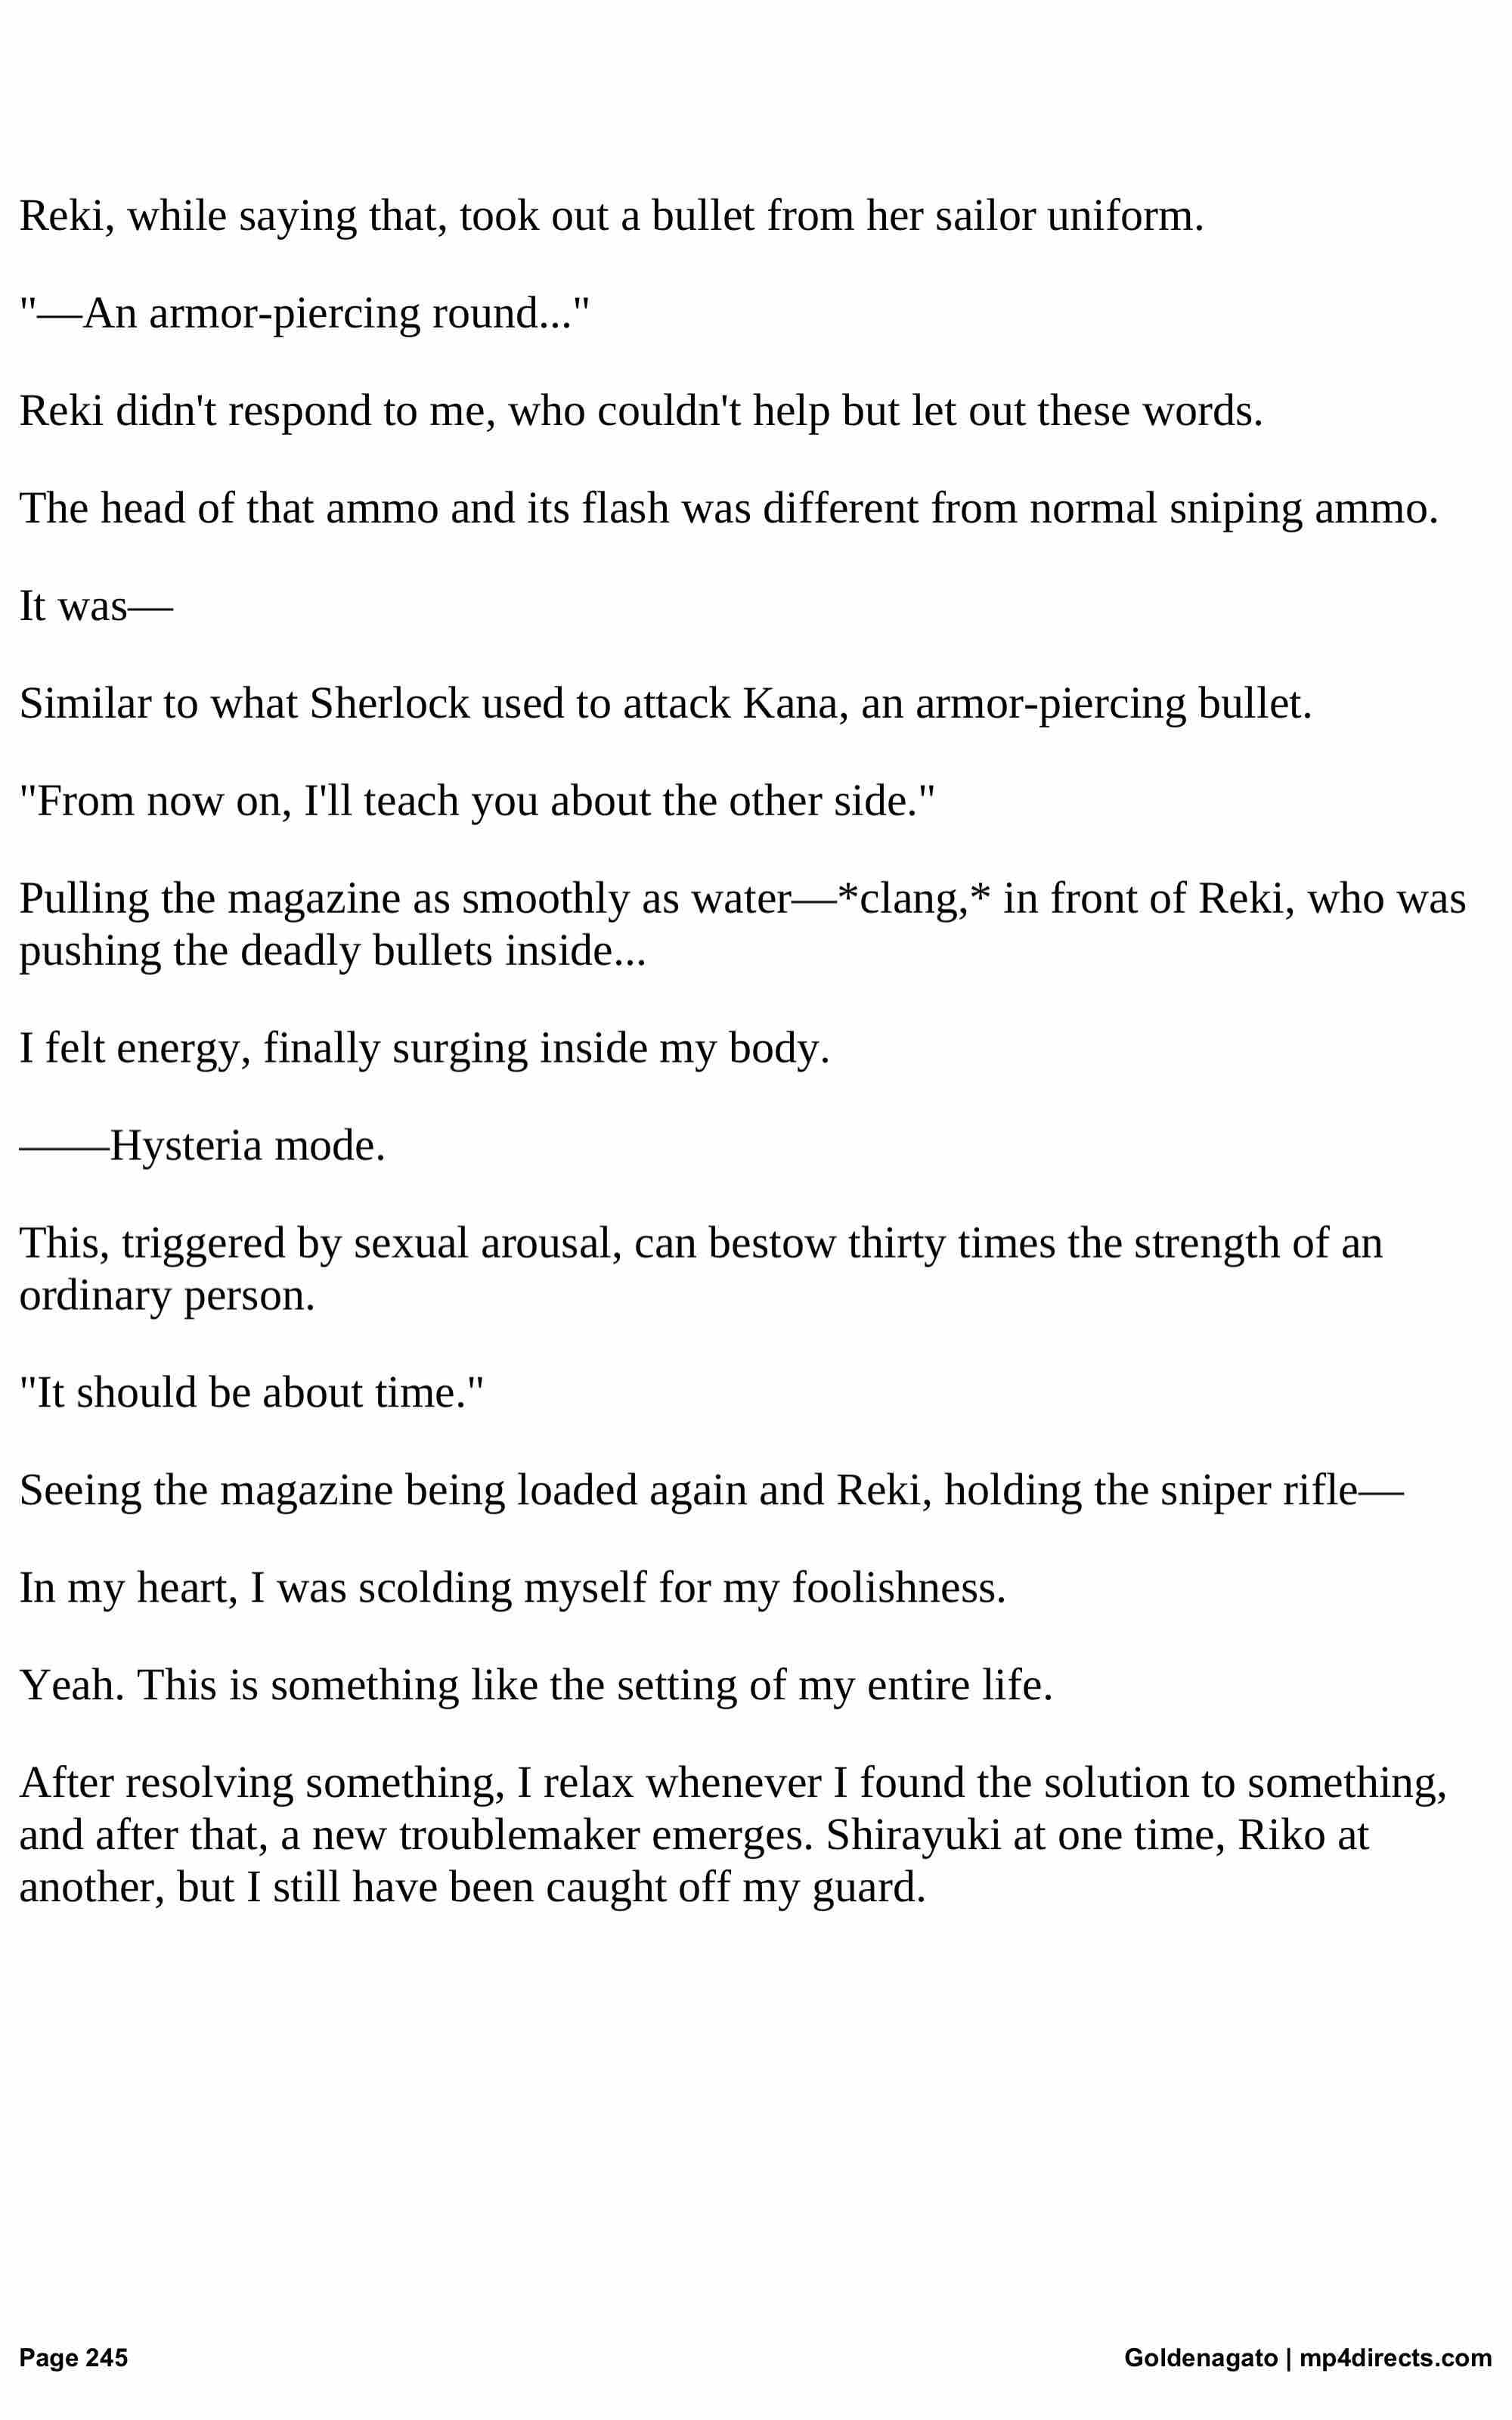 Reki, while saying that, took out a bullet from her sailor uniform.
"—An armor-piercing round..."
Reki didn't respond to me, who couldn't help but let out these words.
The head of that ammo and its flash was different from normal sniping ammo.
It was—
Similar to what Sherlock used to attack Kana, an armor-piercing bullet.
"From now on, I'll teach you about the other side."
Pulling the magazine as smoothly as water—*clang,* in front of Reki, who was
pushing the deadly bullets inside...
I felt energy, finally surging inside my body.
——Hysteria mode.
This, triggered by sexual arousal, can bestow thirty times the strength of an
ordinary person.
"It should be about time."
Seeing the magazine being loaded again and Reki, holding the sniper rifle—
In my heart, I was scolding myself for my foolishness.
Yeah. This is something like the setting of my entire life.
After resolving something, I relax whenever I found the solution to something,
and after that, a new troublemaker emerges. Shirayuki at one time, Riko at
another, but I still have been caught off my guard.
Page 245
Goldenagato | mp4directs.com